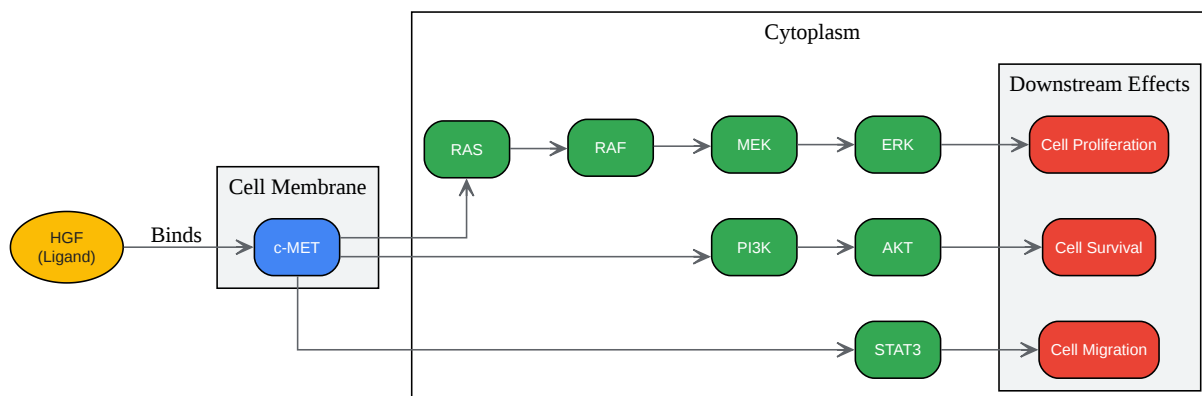 Cytoplasm
Downstream Effects
RAS
RAF
MEK
ERK
Cell Proliferation
Cell Membrane
HGF
(Ligand)
Binds
c-MET
PI3K
AKT
Cell Survival
STAT3
Cell Migration